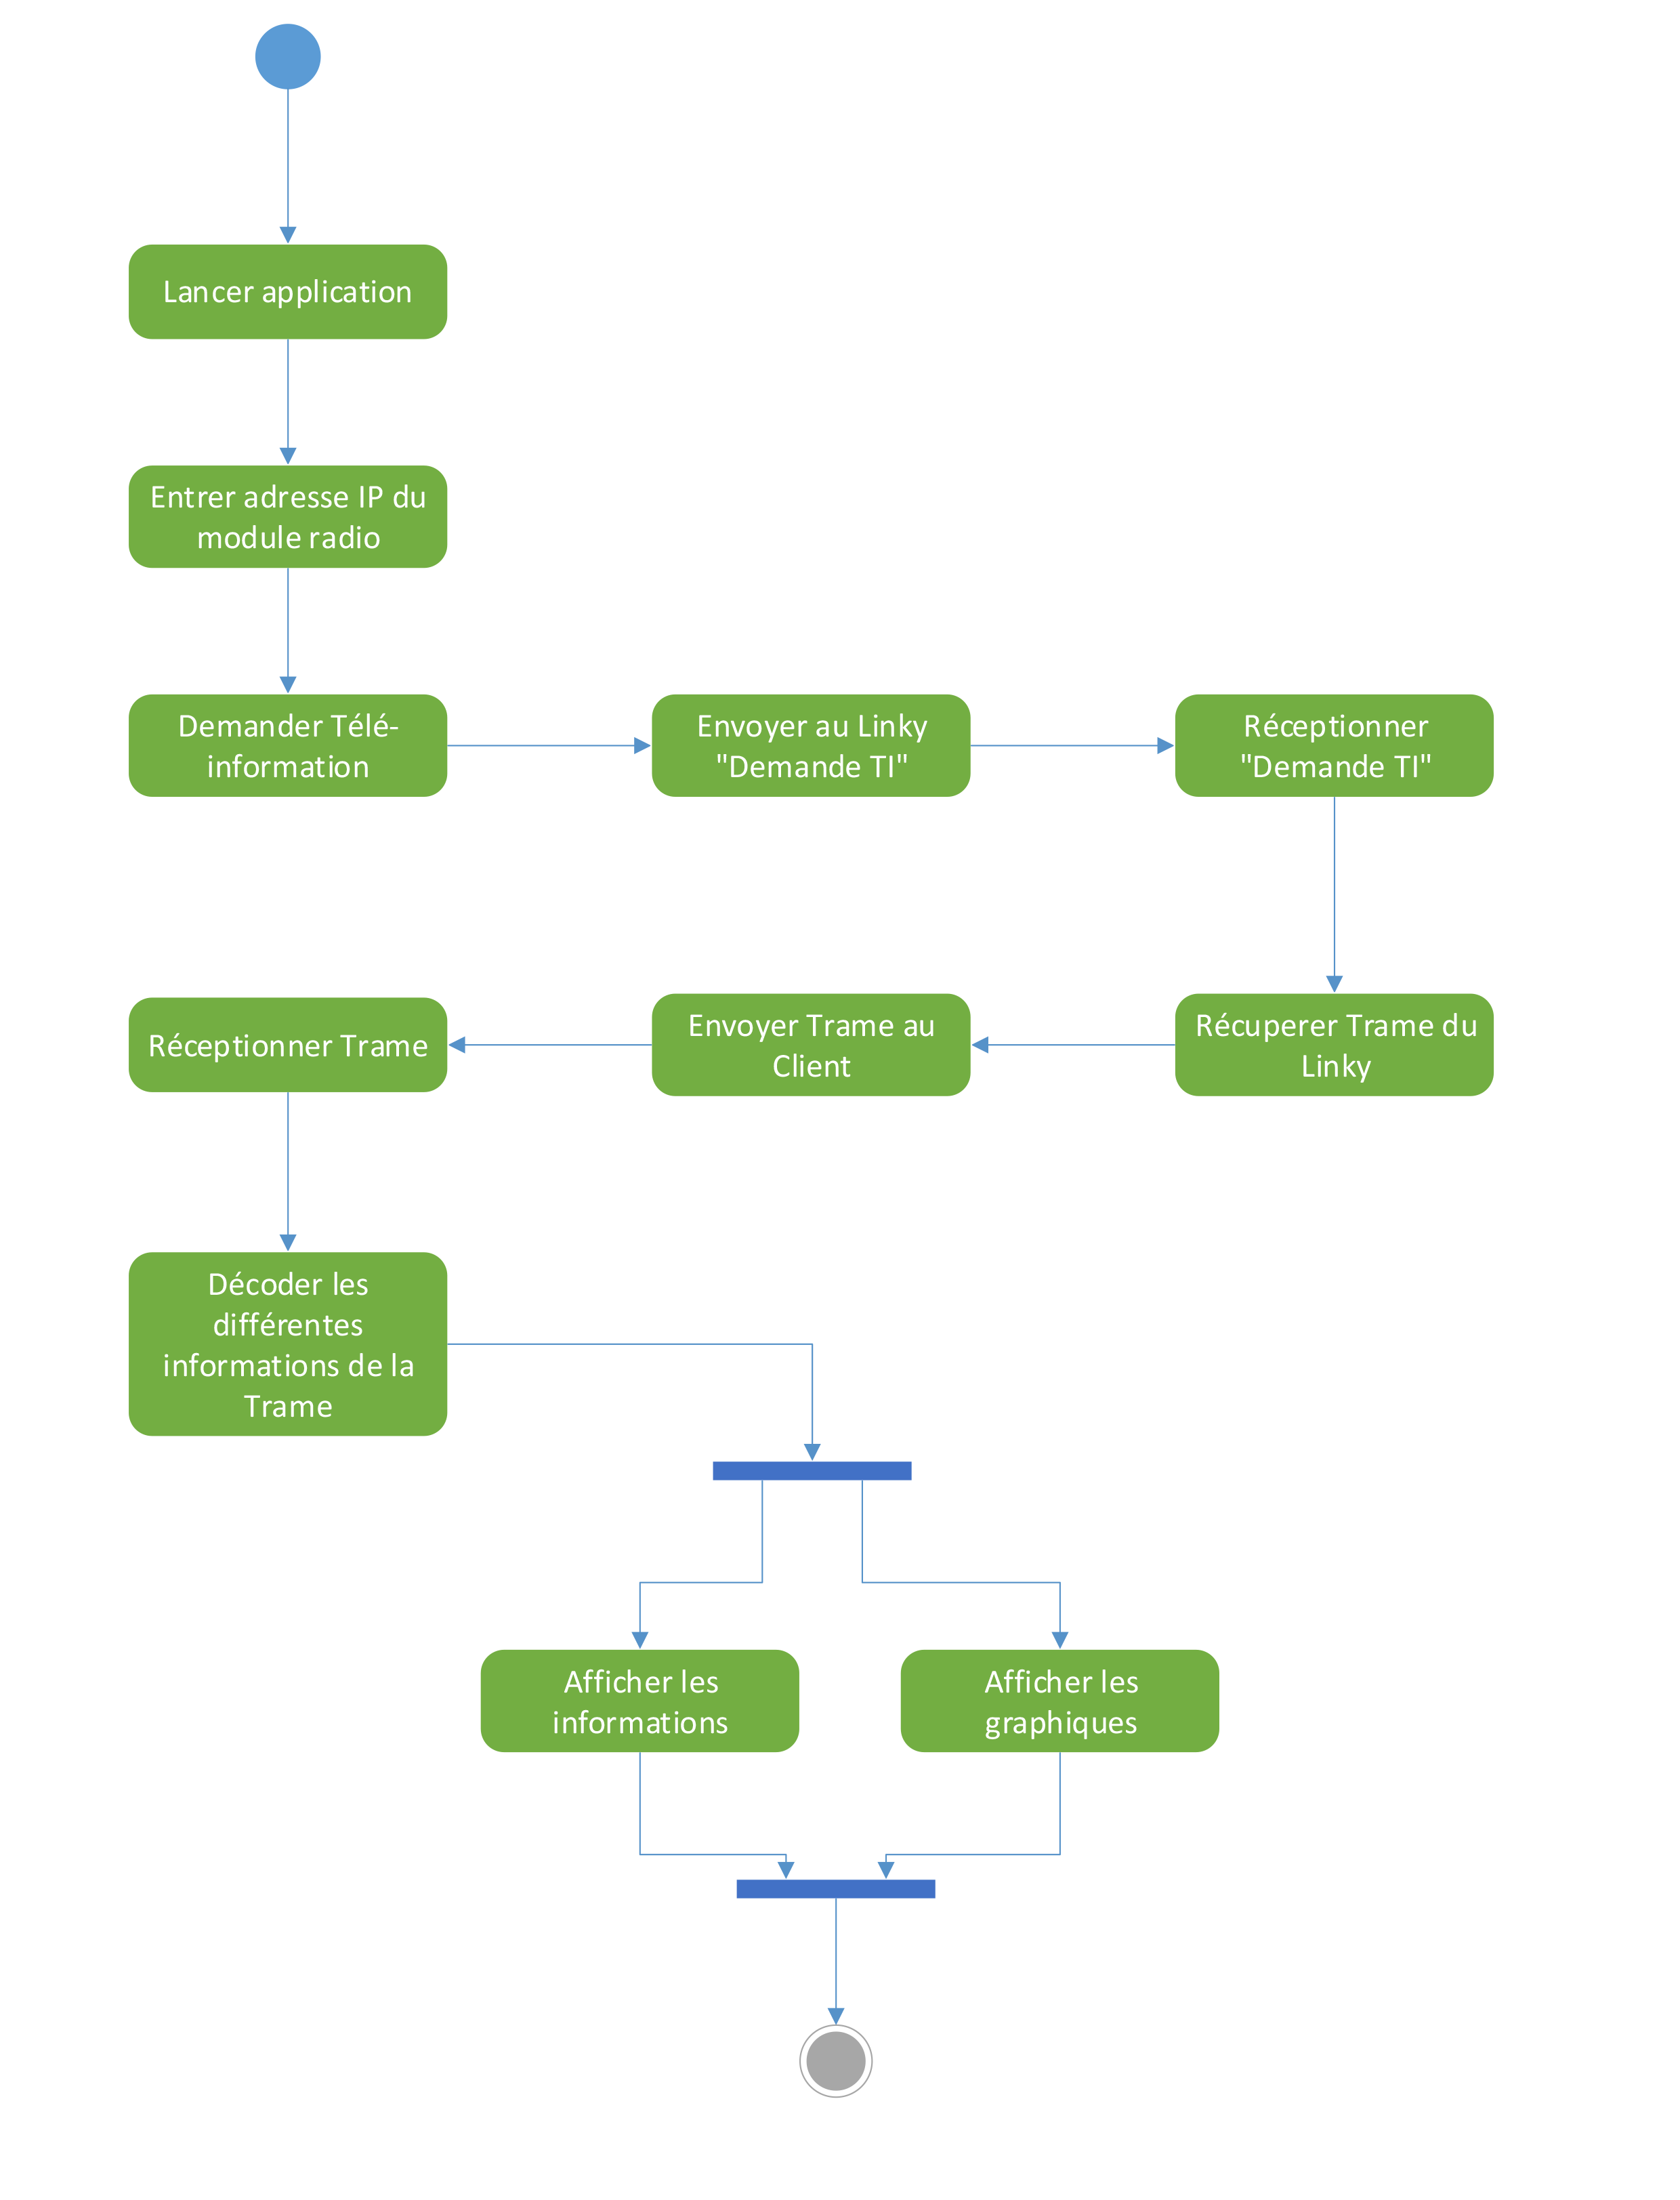 Lancer application
Entrer adresse IP du
module radio
Demander Télé-
information
Envoyer au Linky
"Demande TI"
Réceptionner
"Demande TI"
Récuperer Trame du
Linky
Envoyer Trame au
Client
Réceptionner Trame
Décoder les
différentes
informations de la
Trame
Afficher les
informations
Afficher les
graphiques